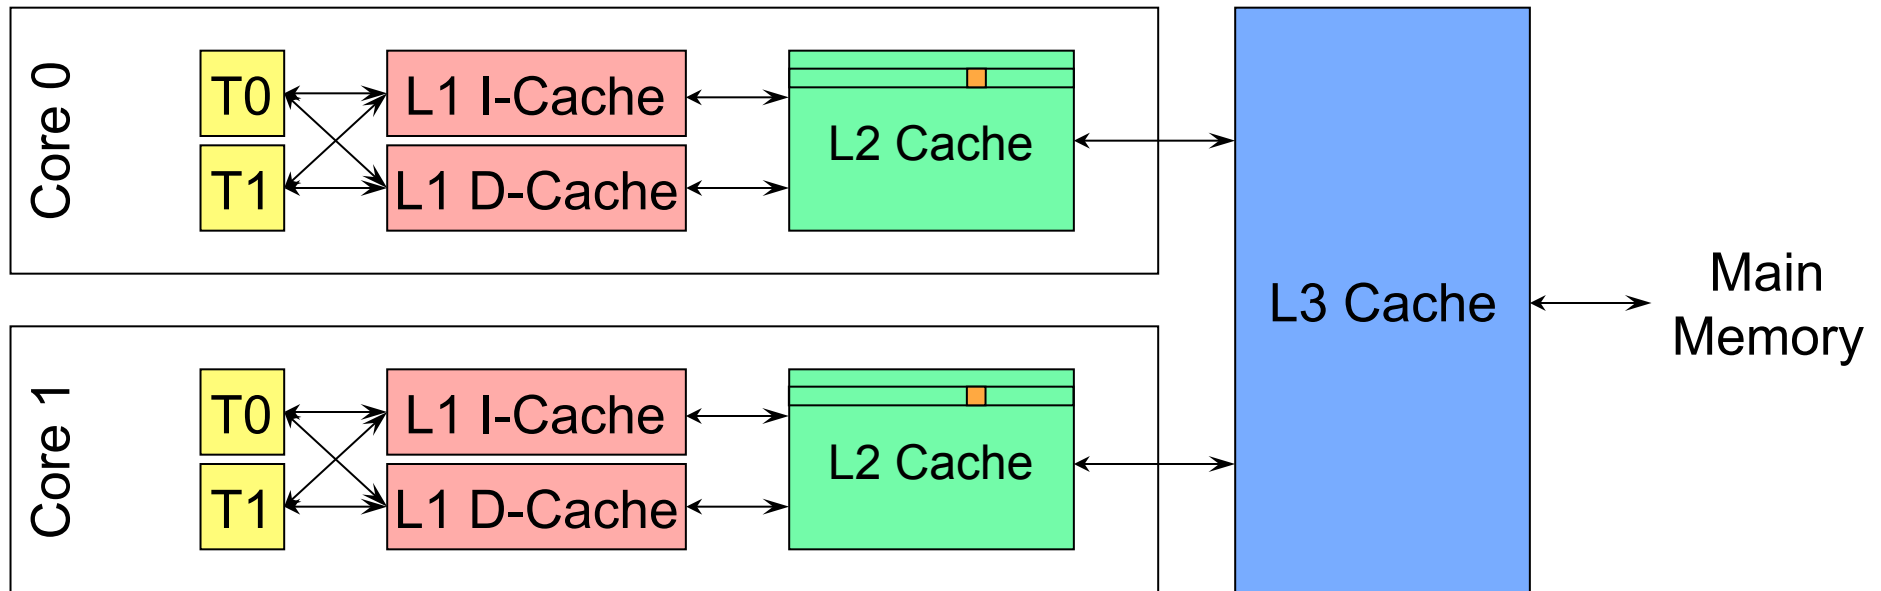 Core 0
T0
L1 I-Cache
T1
L1 D-Cache
L2 Cache
Core 1
T0
L1 I-Cache
T1
L1 D-Cache
L2 Cache
L3 Cache
Main
Memory